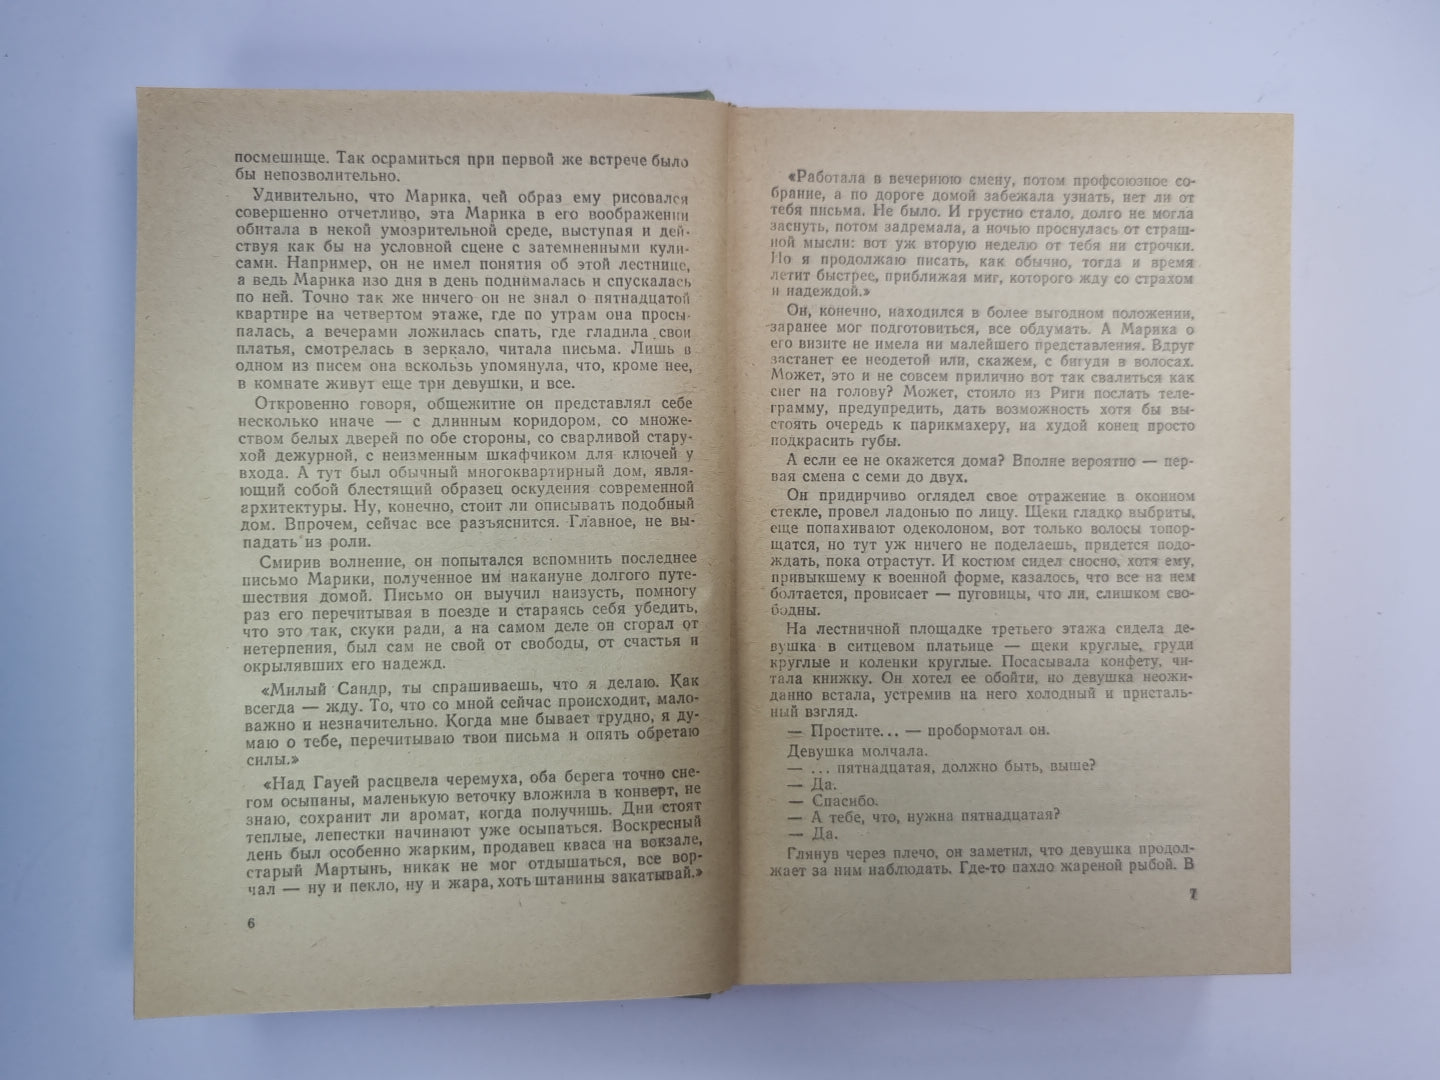 посмешище. Так осрамиться при первой же встрече было
бы непозволительно.
Удивительно, что Марика, чей образ ему рисовался
совершенно отчетливо, эта Марика в его воображении
обитала в некой умозрительной среде, выступая и дей-
ствуя как бы на условной сцене с затемненными кули-
сами. Например, он не имел понятия об этой лестнице,
а ведь Марика изо дня в день поднималась и спускалась
по ней. Точно так же ничего он не знал о пятнадцатой
квартире на четвертом этаже, где по утрам она просы-
палась, а вечерами ложилась спать, где гладила свои
платья, смотрелась в зеркало, читала письма. Лишь в
одном из писем она вскользь упомянула, что, кроме нее,
в комнате живут еще три девушки, и все.
Откровенно говоря, общежитие он представлял себе
несколько иначе — с длинным коридором, со множе-
ством белых дверей по обе стороны, со сварливой стару-
хой дежурной, с неизменным шкафчиком для ключей у
входа. А тут был обычный многоквартирный дом, явля-
ющий собой блестящий образец оскудения современной
архитектуры. Ну, конечно, стоит ли описывать подобный
дом. Впрочем, сейчас все разъяснится. Главное, не вы-
падать из роли.
Смирив волнение, он попытался вспомнить последнее
письмо Марики, полученное им накануне долгого путе-
шествия домой. Письмо он выучил наизусть, помногу
раз его перечитывая в поезде и стараясь себя убедить,
что это так, скуки ради, а на самом деле он сгорал от
нетерпения, был сам не свой от свободы, от счастья и
окрылявших его надежд.
«Милый Сандр, ты спрашиваешь, что я делаю. Как
всегда — жду. То, что со мной сейчас происходит, мало-
важно и незначительно. Когда мне бывает трудно, я ду-
маю о тебе, перечитываю твои письма и опять обретаю
силы.»
«Над Гауей расцвела черемуха, оба берега точно сне-
гом осыпаны, маленькую веточку вложила в конверт, не
знаю, сохранит ли аромат, когда получишь. Дни стоят
теплые, лепестки начинают уже осыпаться. Воскресный
день был особенно жарким, продавец кваса на вокзале,
старый Мартынь, никак не мог отдышаться, все вор-
чал — ну и пекло, ну и жара, хоть штанины закатывай.»
6
«Работала в вечернюю смену, потом профсоюзное со-
брание, а по дороге домой забежала узнать, нет ли от
тебя письма. Не было. И грустно стало, долго не могла
заснуть, потом задремала, а ночью проснулась от страш-
ной мысли: вот уж вторую неделю от тебя ни строчки.
Но я продолжаю писать, как обычно, тогда и время
летит быстрее, приближая миг, которого жду со страхом
и надеждой.»
Он, конечно, находился в более выгодном положении,
заранее мог подготовиться, все обдумать. А Марика о
его визите не имела ни малейшего представления. Вдруг
застанет ее неодетой или, скажем, с бигуди в волосах.
Может, это и не совсем прилично вот так свалиться как
снег на голову? Может, стоило из Риги послать теле-
грамму, предупредить, дать возможность хотя бы вы-
стоять очередь к парикмахеру, на худой конец просто
подкрасить губы.
А если ее не окажется дома? Вполне вероятно — пер-
вая смена с семи до двух.
Он придирчиво оглядел свое отражение в оконном
стекле, провел ладонью по лицу. Щеки гладко выбриты,
еще попахивают одеколоном, вот только волосы топор-
щатся, но тут уж ничего не поделаешь, придется подо-
ждать, пока отрастут. И костюм сидел сносно, хотя ему,
привыкшему к военной форме, казалось, что все на нем
болтается, провисает — пуговицы, что ли, слишком сво-
бодны.
На лестничной площадке третьего этажа сидела де-
вушка в ситцевом платьице — щеки круглые, груди
круглые и коленки круглые. Посасывала конфету, чи-
тала книжку. Он хотел ее обойти, но девушка неожи-
данно встала, устремив на него холодный и присталь-
ный взгляд.
— Простите... — пробормотал он.
Девушка молчала.
— ... пятнадцатая, должно быть, выше?
— Да.
— Спасибо.
— А тебе, что, нужна пятнадцатая?
— Да.
Глянув через плечо, он заметил, что девушка продол-
жает за ним наблюдать. Где-то пахло жареной рыбой. В
7